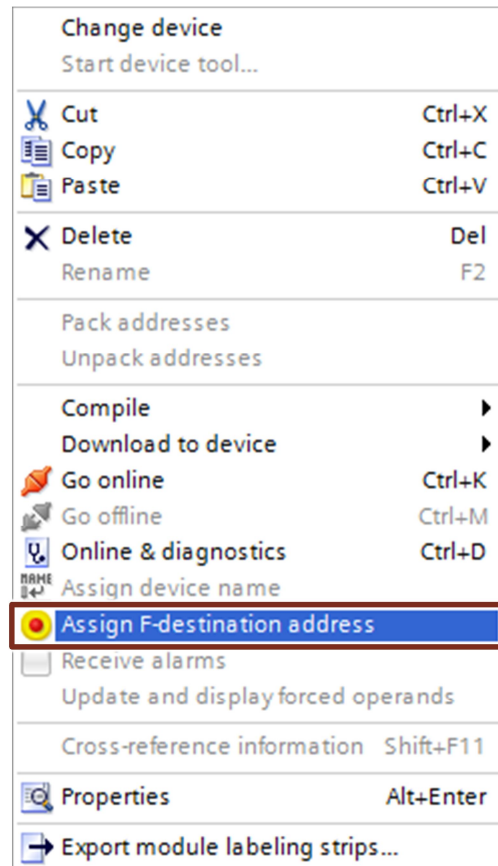 Change device
Start device tool...
Cut Ctrl+X
Copy Ctrl+C
Paste Ctrl+V
Delete Del
Rename F2
Pack addresses
Unpack addresses
Compile
Download to device
Go online Ctrl+K
Go offline Ctrl+M
Online & diagnostics Ctrl+D
NAME Assign device name
Assign F-destination address
Receive alarms
Update and display forced operands
Cross-reference information Shift+F11
Properties Alt+Enter
Export module labeling strips...